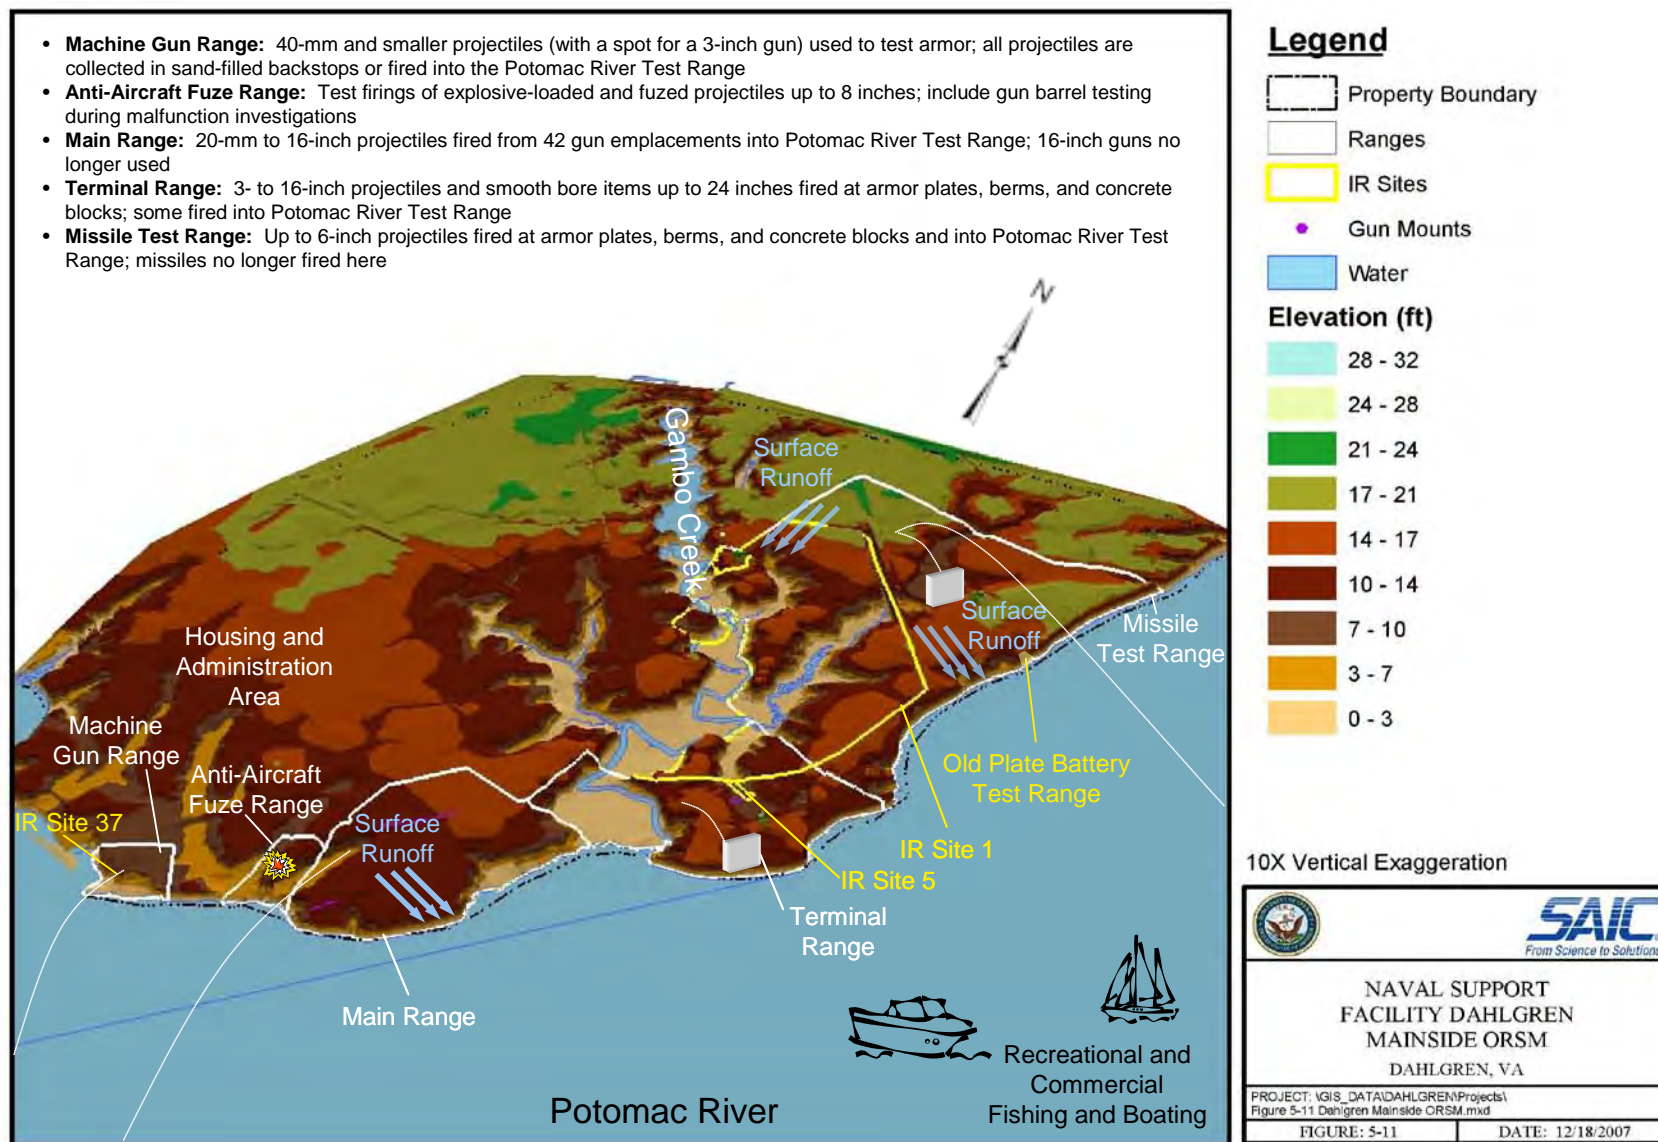 • Machine Gun Range: 40-mm and smaller projectiles (with a spot for a 3-inch gun) used to test armor; all projectiles are
collected in sand-filled backstops or fired into the Potomac River Test Range
• Anti-Aircraft Fuze Range: Test firings of explosive-loaded and fuzed projectiles up to 8 inches; include gun barrel testing
during malfunction investigations
• Main Range: 20-mm to 16-inch projectiles fired from 42 gun emplacements into Potomac River Test Range; 16-inch guns no
longer used
• Terminal Range: 3- to 16-inch projectiles and smooth bore items up to 24 inches fired at armor plates, berms, and concrete
blocks; some fired into Potomac River Test Range
• Missile Test Range: Up to 6-inch projectiles fired at armor plates, berms, and concrete blocks and into Potomac River Test
Range; missiles no longer fired here
N
Gambo Creek
Surface
Runoff
Surface
Runoff
Missile
Test Range
Housing and
Administration
Area
Machine
Gun Range
Anti-Aircraft
Fuze Range
IR Site 37
Surface
Runoff
Old Plate Battery
Test Range
IR Site 1
IR Site 5
Terminal
Range
Main Range
Recreational and
Commercial
Fishing and Boating
Potomac River
Legend
Property Boundary
Ranges
IR Sites
Gun Mounts
Water
Elevation (ft)
28 - 32
24 - 28
21 - 24
17 - 21
14 - 17
10 - 14
7 - 10
3 - 7
0 - 3
10X Vertical Exaggeration
SAIC
From Science to Solutions
NAVAL SUPPORT
FACILITY DAHLGREN
MAINSIDE ORSM
DAHLGREN, VA
PROJECT: \GIS_DATA\DAHLGREN\Projects\
Figure 5-11 Dahlgren Mainside ORSM.mxd
FIGURE: 5-11
DATE: 12/18/2007